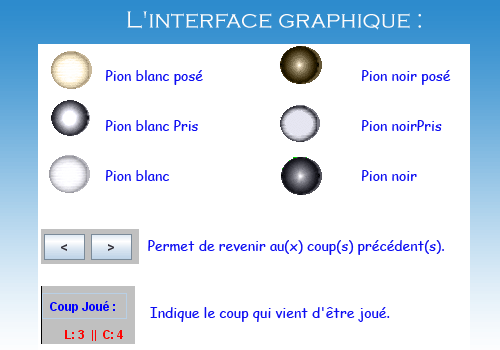 L'INTERFACE GRAPHIQUE :
Pion blanc posé
Pion noir posé
Pion blanc Pris
Pion noirPris
Pion blanc
Pion noir
< > Permet de revenir au(x) coup(s) précédent(s).
Coup Joué :
Indique le coup qui vient d'être joué.
L: 3 || C: 4